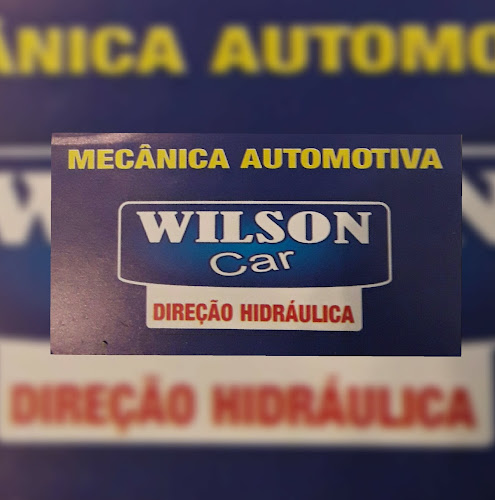 MECÂNICA AUTOMOTIVA
WILSON
Car
DIREÇÃO HIDRÁULICA